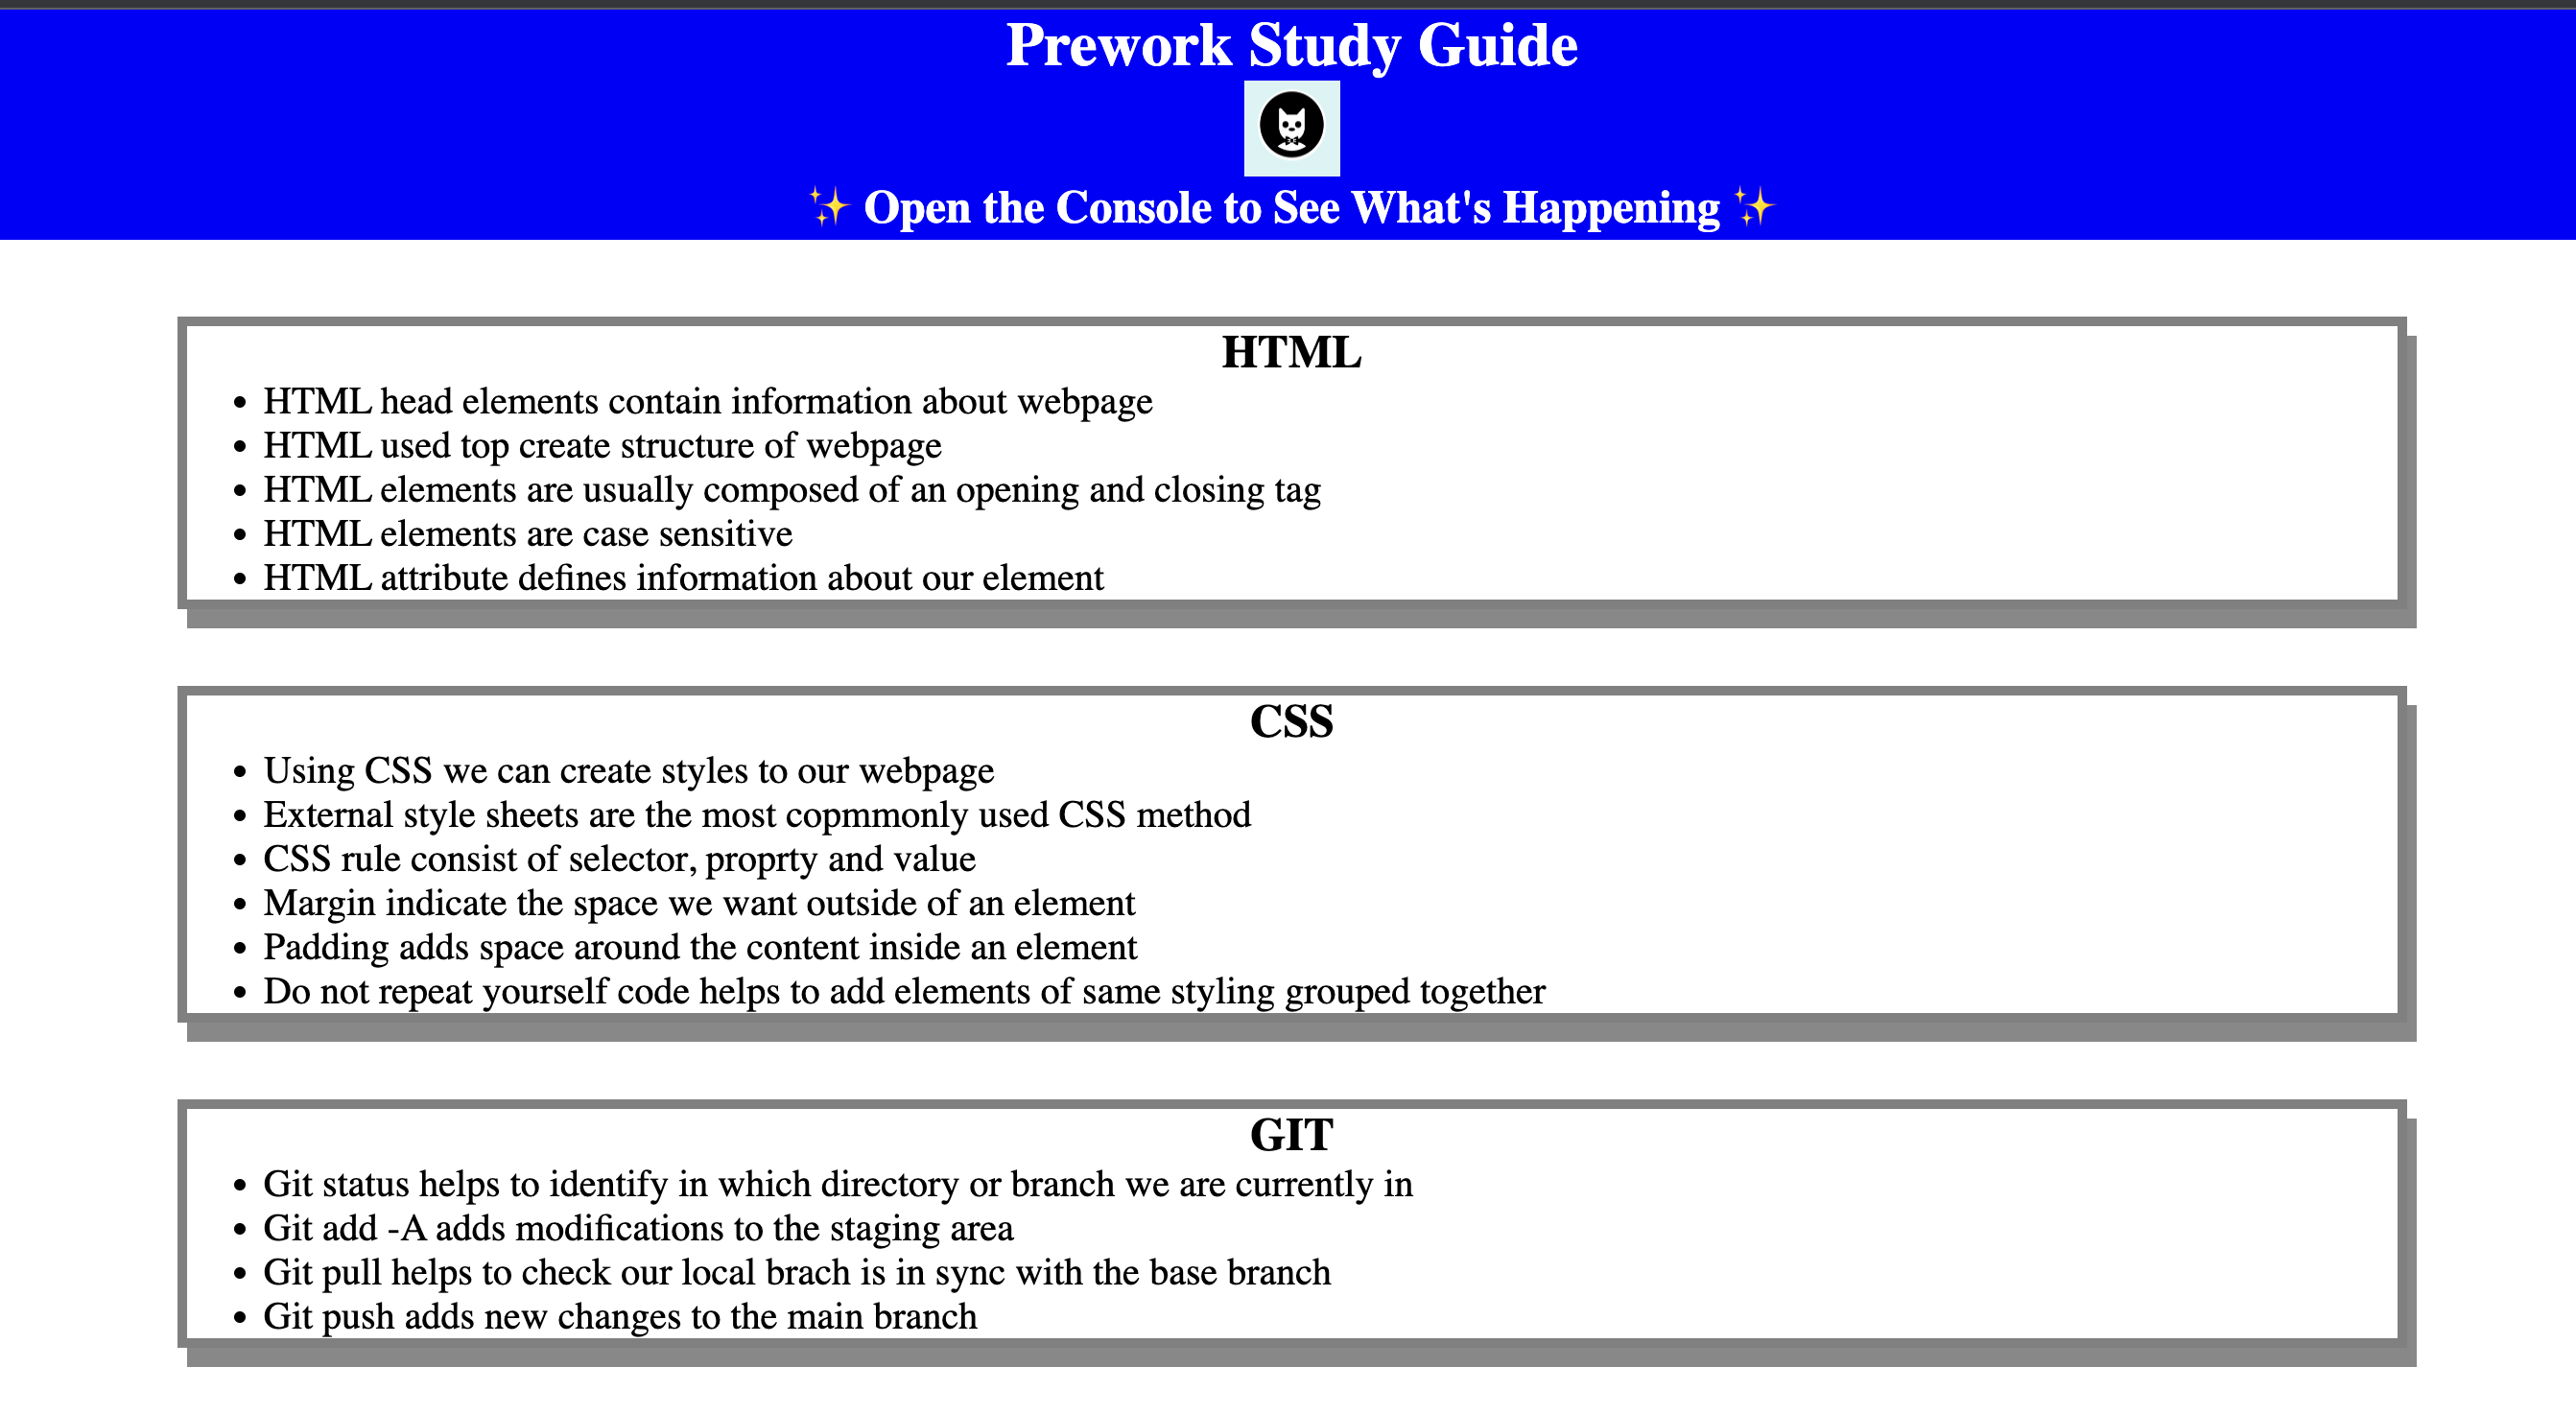 Prework Study Guide
✨ Open the Console to See What's Happening ✨
HTML
• HTML head elements contain information about webpage
• HTML used top create structure of webpage
• HTML elements are usually composed of an opening and closing tag
• HTML elements are case sensitive
• HTML attribute defines information about our element
CSS
• Using CSS we can create styles to our webpage
• External style sheets are the most copmmonly used CSS method
• CSS rule consist of selector, proprty and value
• Margin indicate the space we want outside of an element
• Padding adds space around the content inside an element
• Do not repeat yourself code helps to add elements of same styling grouped together
GIT
• Git status helps to identify in which directory or branch we are currently in
• Git add -A adds modifications to the staging area
• Git pull helps to check our local brach is in sync with the base branch
• Git push adds new changes to the main branch